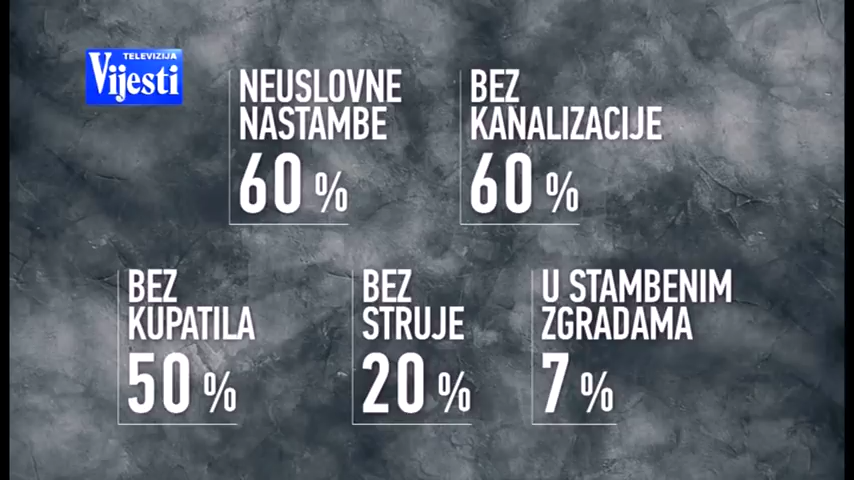 TELEVIZIJA
Vijesti
NEUSLOVNE
NASTAMBE
60 %
BEZ
KANALIZACIJE
60 %
BEZ
KUPATILA
50 %
BEZ
STRUJE
20 %
U STAMBENIM
ZGRADAMA
7 %